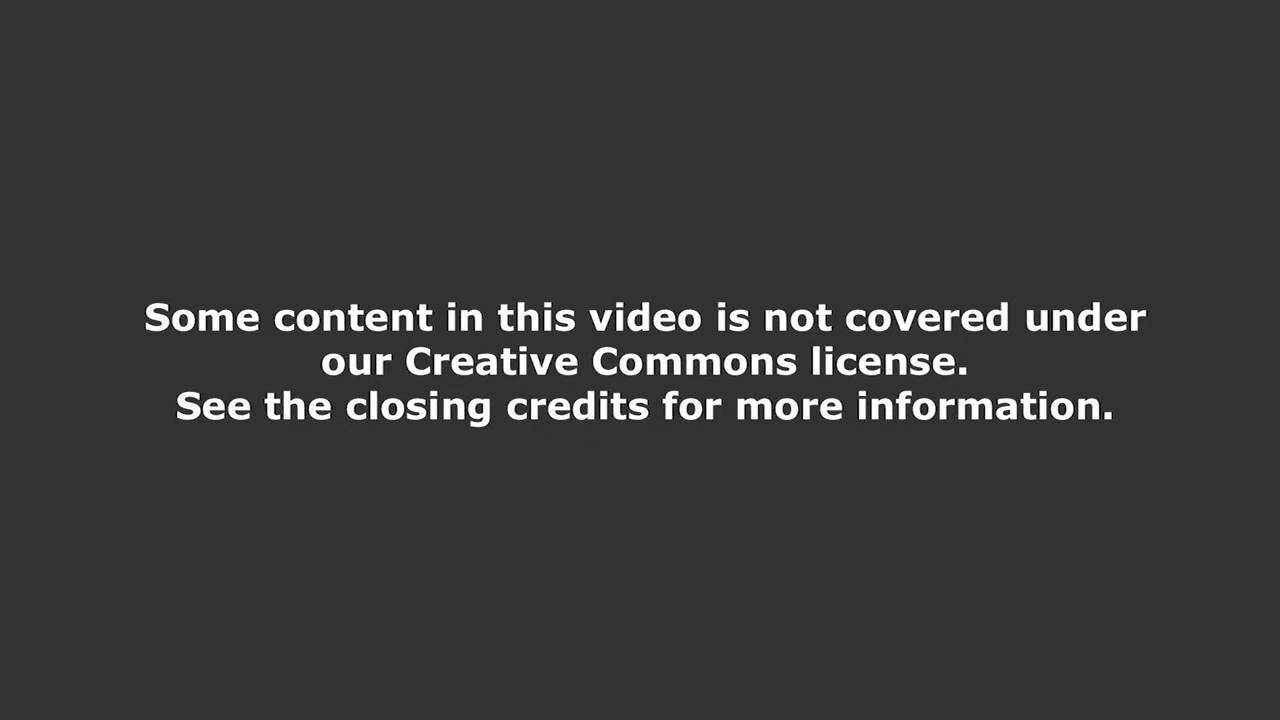 Some content in this video is not covered under
our Creative Commons license.
See the closing credits for more information.